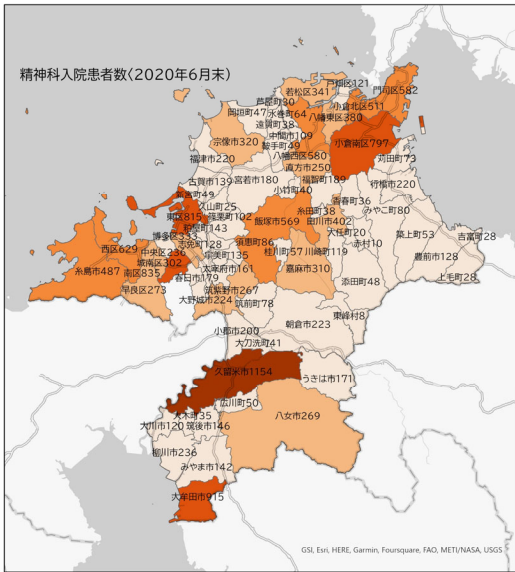 精神科入院患者数(2020年6月末)
戸畑区121
芦屋町30
若松区341
門司区582
岡垣町47
水巻町64
小倉北区511
遠賀町38
八幡東区380
中間市109
宗像市320
鞍手町49
小倉南区797
八幡西区580
苅田町73
福津市220
直方市250
古賀市139
宮若市180
福智町189
行橋市220
新宮町49
小竹町40
香春町36
久山町25
糸田町38
みやこ町80
東区815
篠栗町102
田川市402
粕屋町143
飯塚市569
大任町20
築上町53
吉富町28
博多区333
志免町128
赤村10
西区629
中央区236
宇美町135
嘉麻市86
桂川町57
川崎町119
豊前市128
城南区302
太宰府市161
嘉麻市310
糸島市487
南区835
春日市179
上毛町28
早良区273
筑紫野市267
添田町48
大野城市224
筑前町78
東峰村8
小郡市200
朝倉市223
大刀洗町41
久留米市1154
うきは市171
大木町35
広川町50
大川市120
筑後市146
八女市269
柳川市236
みやま市142
大牟田市915
GSI, Esri, HERE, Garmin, Foursquare, FAO, METI/NASA, USGS